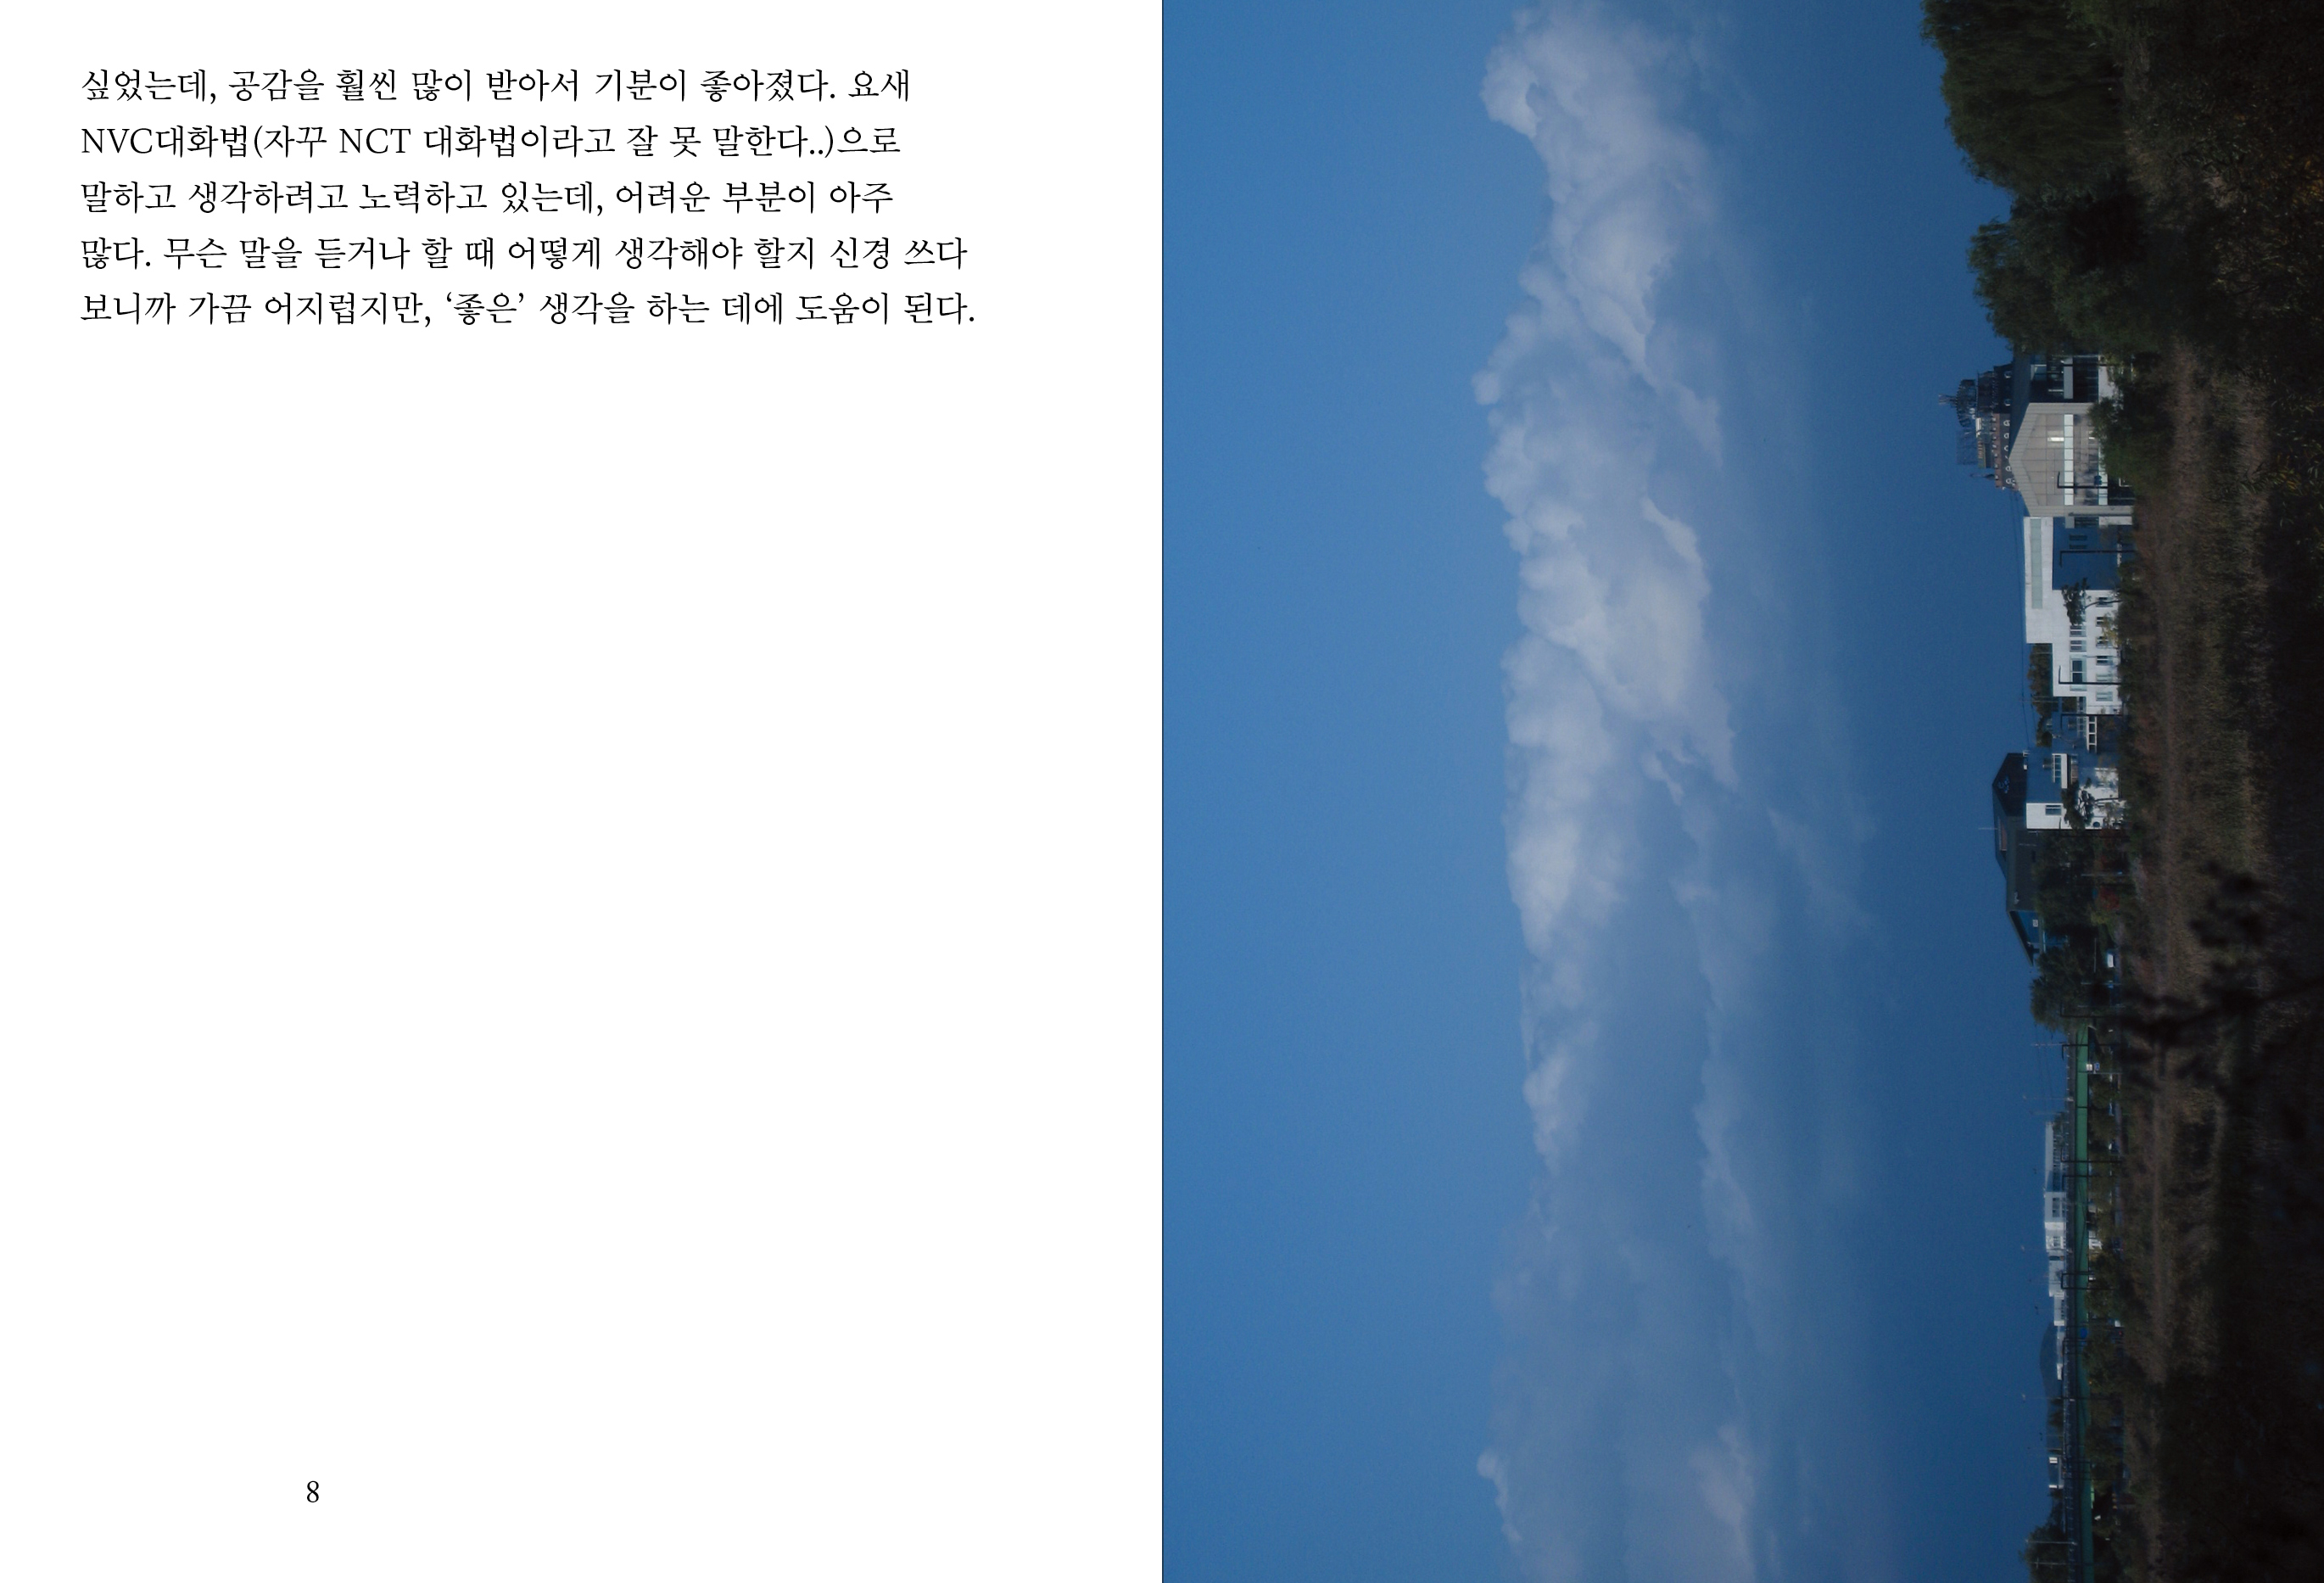 싶었는데, 공감을 훨씬 많이 받아서 기분이 좋아졌다. 요새
NVC대화법(자꾸 NCT 대화법이라고 잘 못 말한다..)으로
말하고 생각하려고 노력하고 있는데, 어려운 부분이 아주
많다. 무슨 말을 듣거나 할 때 어떻게 생각해야 할지 신경 쓰다
보니까 가끔 어지럽지만, ‘좋은’ 생각을 하는 데에 도움이 된다.
8